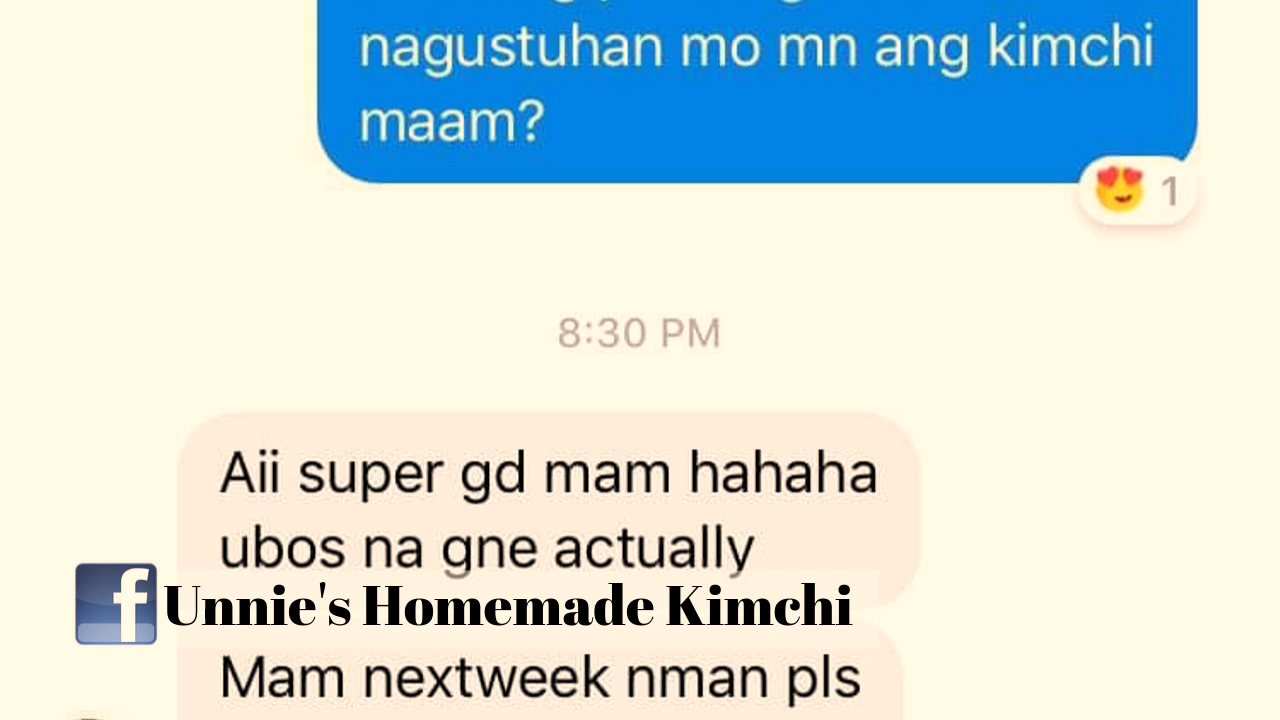 nagustuhan mo mn ang kimchi
maam?
😍 1
8:30 PM
Aii super gd mam hahaha
ubos na gne actually
f Unnie's Homemade Kimchi
Mam nextweek nman pls